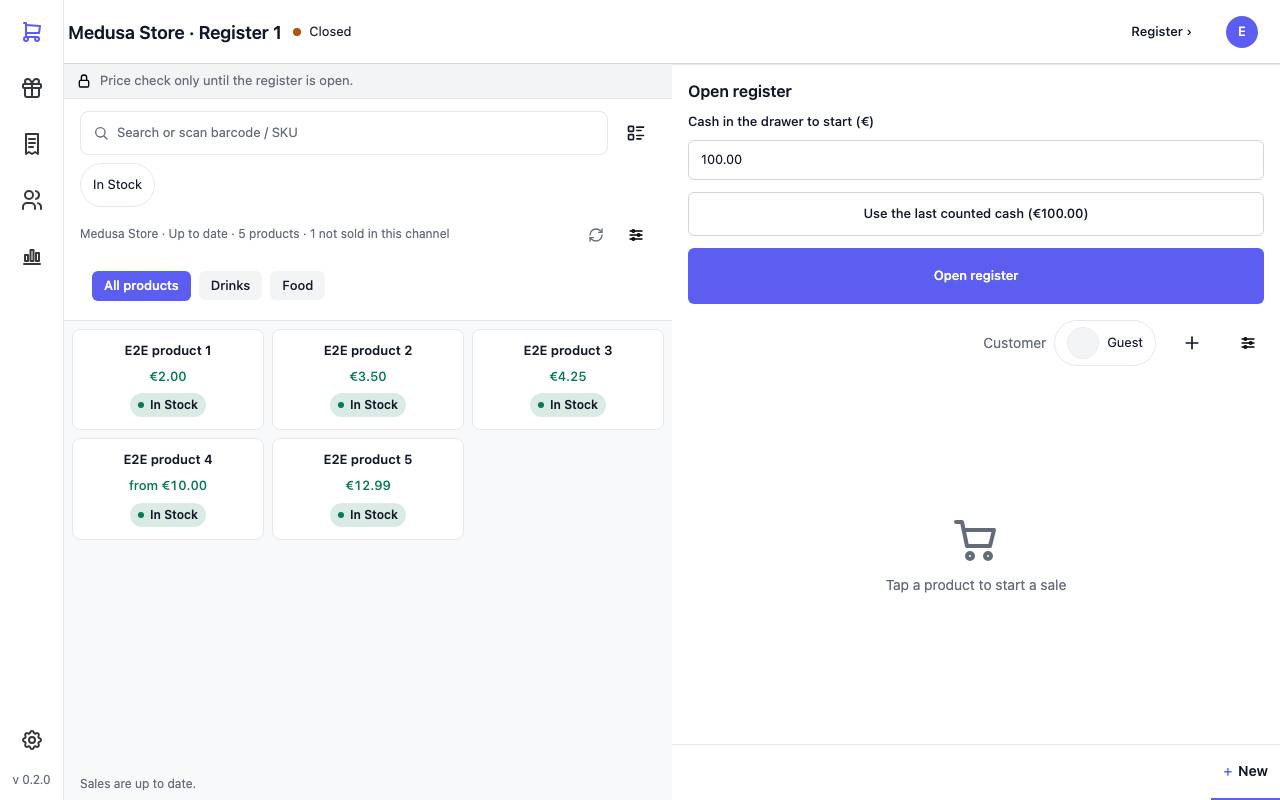 Medusa Store · Register 1
Closed
Register ›
E
Price check only until the register is open.
Search or scan barcode / SKU
In Stock
Medusa Store · Up to date · 5 products · 1 not sold in this channel
All products
Drinks
Food
E2E product 1
€2.00
In Stock
E2E product 2
€3.50
In Stock
E2E product 3
€4.25
In Stock
E2E product 4
from €10.00
In Stock
E2E product 5
€12.99
In Stock
Sales are up to date.
v 0.2.0
Open register
Cash in the drawer to start (€)
100.00
Use the last counted cash (€100.00)
Open register
Customer
Guest
Tap a product to start a sale
+ New